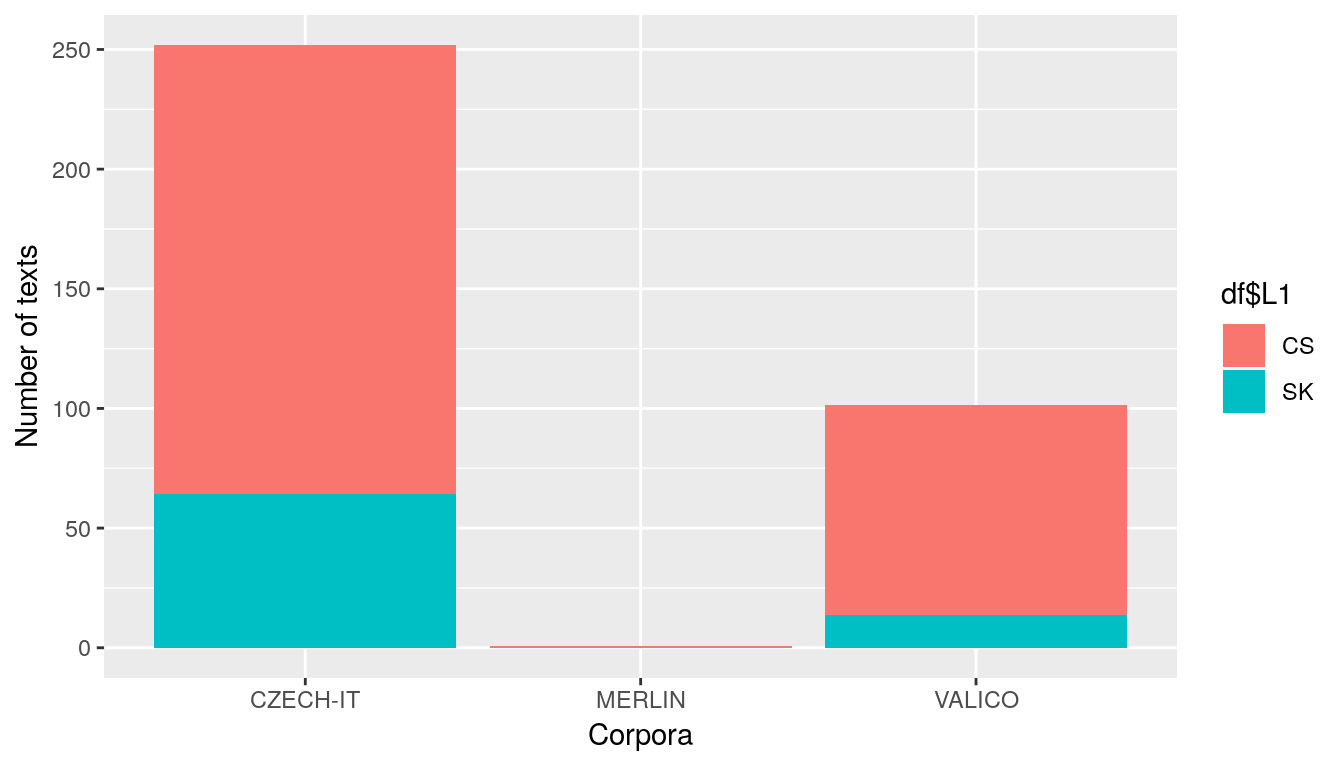 250
200
150
100
50
0
Number of texts
CZECH-IT
MERLIN
VALICO
Corpora
df$L1
CS
SK